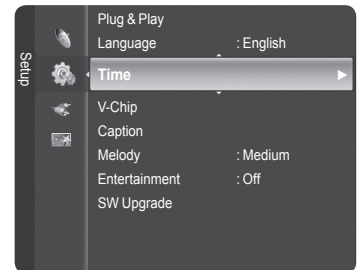 Setup
Plug & Play
Language : English
Time
V-Chip
Caption
Melody : Medium
Entertainment : Off
SW Upgrade